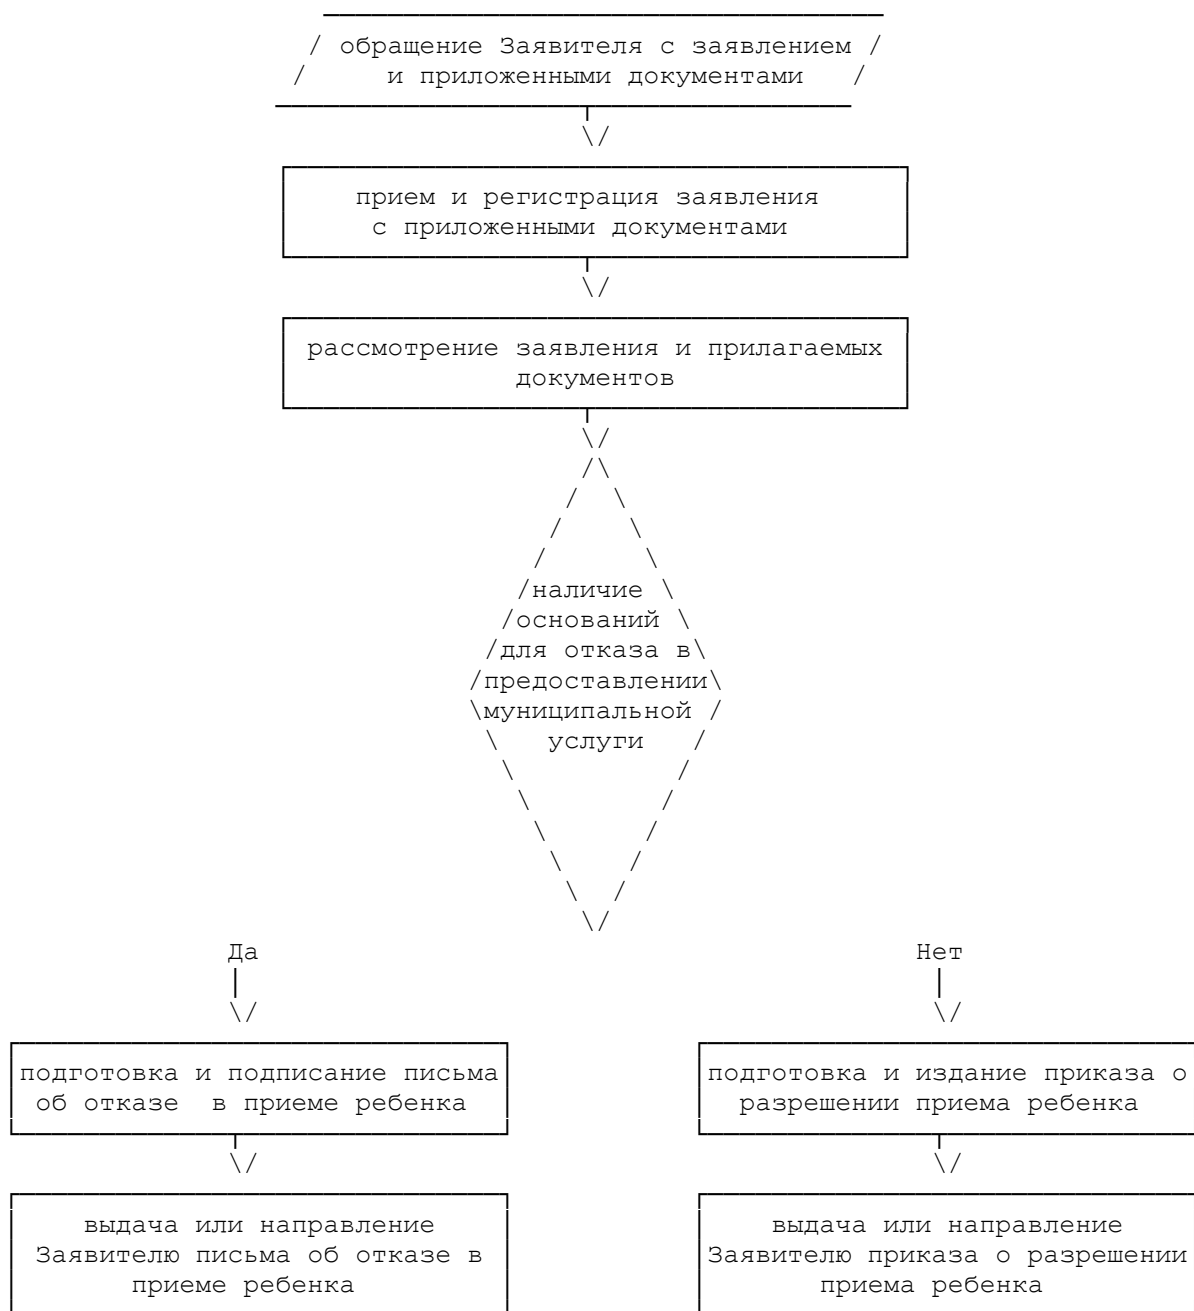 обращение Заявителя с заявлением
и приложенными документами
прием и регистрация заявления
с приложенными документами
рассмотрение заявления и прилагаемых
документов
наличие
оснований
для отказа в
предоставлении
муниципальной
услуги
Да
Нет
подготовка и подписание письма
об отказе в приеме ребенка
подготовка и издание приказа о
разрешении приема ребенка
выдача или направление
Заявителю письма об отказе в
приеме ребенка
выдача или направление
Заявителю приказа о разрешении
приема ребенка